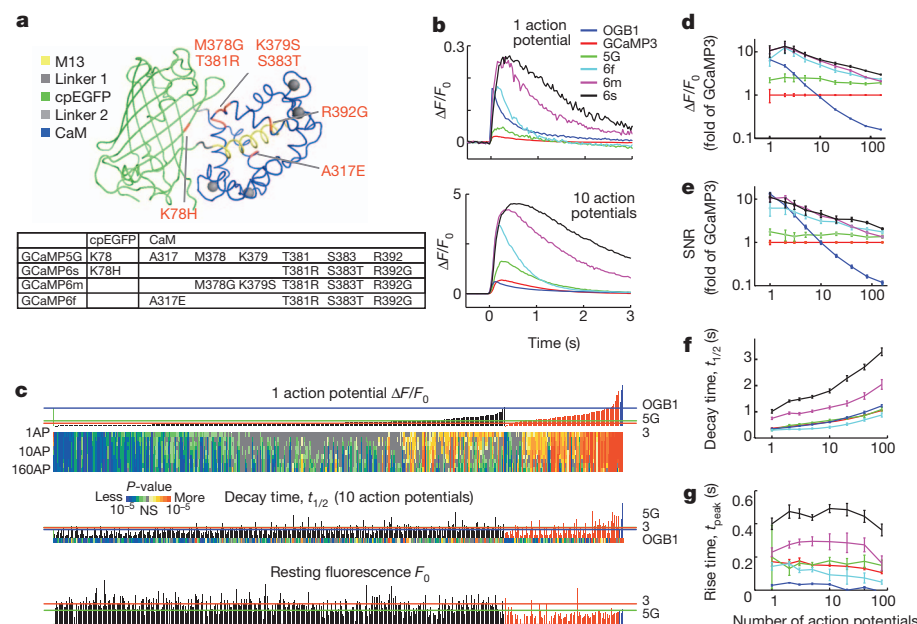 a
M378G K379S
T381R S383T
M13
Linker 1
cpEGFP
Linker 2
CaM
R392G
A317E
K78H
cpEGFP CaM
GCaMP5G K78 A317 M378 K379 T381 S383 R392
GCaMP6s K78H T381R S383T R392G
GCaMP6m M378G K379S T381R S383T R392G
GCaMP6f A317E T381R S383T R392G
b
1 action
potential
OGB1
GCaMP3
5G
6f
6m
6s
0.3
0
ΔF/F0
10 action
potentials
5
0
ΔF/F0
0 1 2 3
Time (s)
c
1 action potential ΔF/F0
OGB1
5G
3
1AP
10AP
160AP
P-value
Less More
10–5 NS 10–5
Decay time, t1/2 (10 action potentials)
5G
3
OGB1
Resting fluorescence F0
3
5G
d
10
1
0.1
ΔF/F0
(fold of GCaMP3)
1 10 100
e
10
1
0.1
SNR
(fold of GCaMP3)
1 10 100
f
3
2
1
0
Decay time, t1/2 (s)
1 10 100
g
0.6
0.4
0.2
0
Rise time, tpeak (s)
1 10 100
Number of action potentials